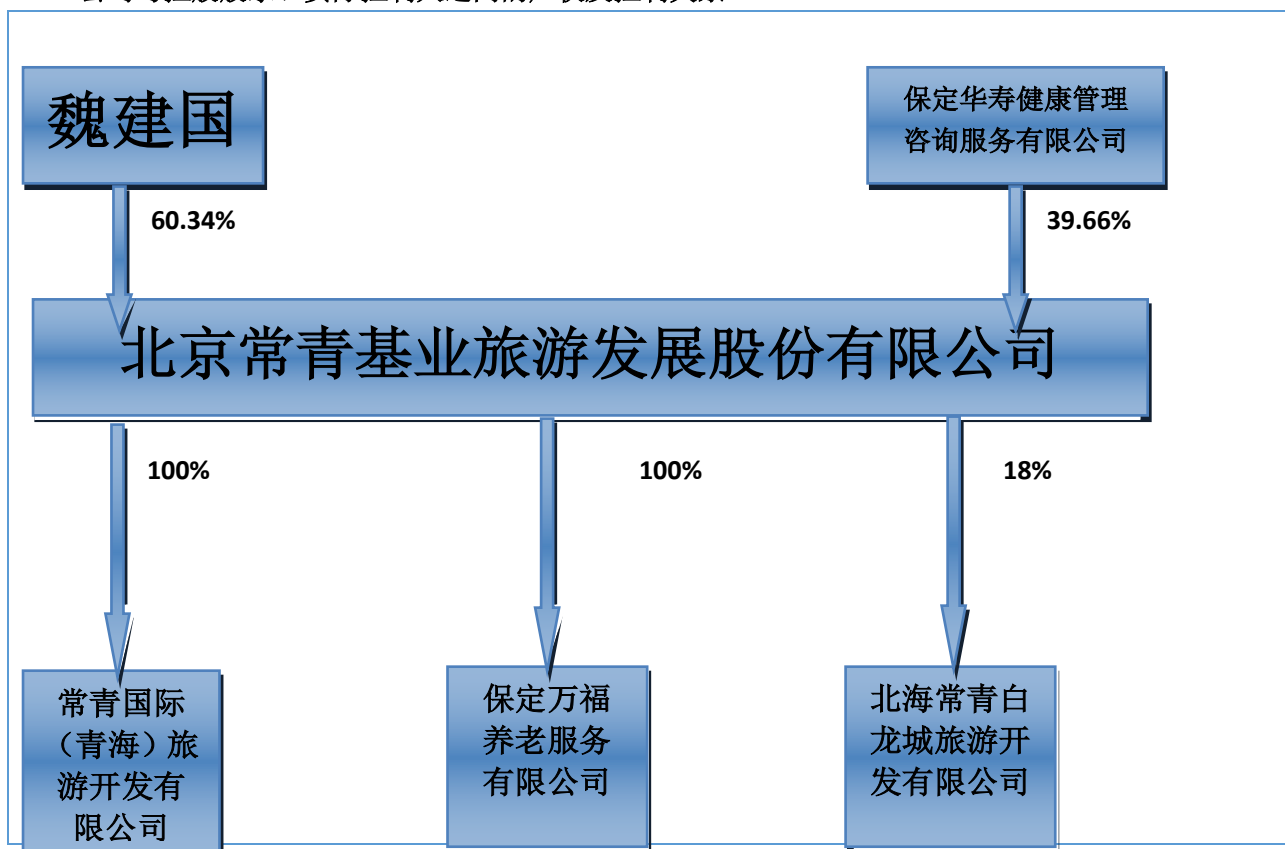 魏建国
保定华寿健康管理
咨询服务有限公司
60.34%
39.66%
北京常青基业旅游发展股份有限公司
100%
100%
18%
常青国际
（青海）旅
游开发有
限公司
保定万福
养老服务
有限公司
北海常青白
龙城旅游开
发有限公司